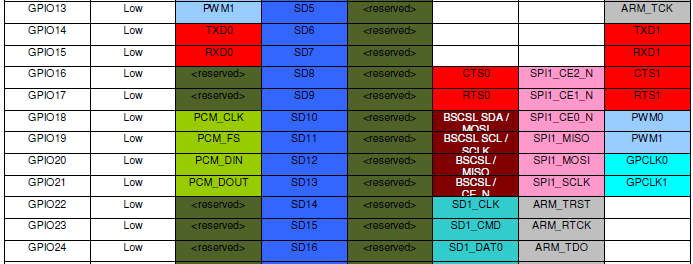 GPIO13 Low PWM1 SD5 <reserved> ARM_TCK
GPIO14 Low TXD0 SD6 <reserved> TXD1
GPIO15 Low RXD0 SD7 <reserved> RXD1
GPIO16 Low <reserved> SD8 <reserved> CTS0 SPI1_CE2_N CTS1
GPIO17 Low <reserved> SD9 <reserved> RTS0 SPI1_CE1_N RTS1
GPIO18 Low PCM_CLK SD10 <reserved> BSCSL SDA / MOSI SPI1_CE0_N PWM0
GPIO19 Low PCM_FS SD11 <reserved> BSCSL SCL / SCLK SPI1_MISO PWM1
GPIO20 Low PCM_DIN SD12 <reserved> BSCSL / MISO SPI1_MOSI GPCLK0
GPIO21 Low PCM_DOUT SD13 <reserved> BSCSL / CE_N SPI1_SCLK GPCLK1
GPIO22 Low <reserved> SD14 <reserved> SD1_CLK ARM_TRST
GPIO23 Low <reserved> SD15 <reserved> SD1_CMD ARM_RTCK
GPIO24 Low <reserved> SD16 <reserved> SD1_DAT0 ARM_TDO